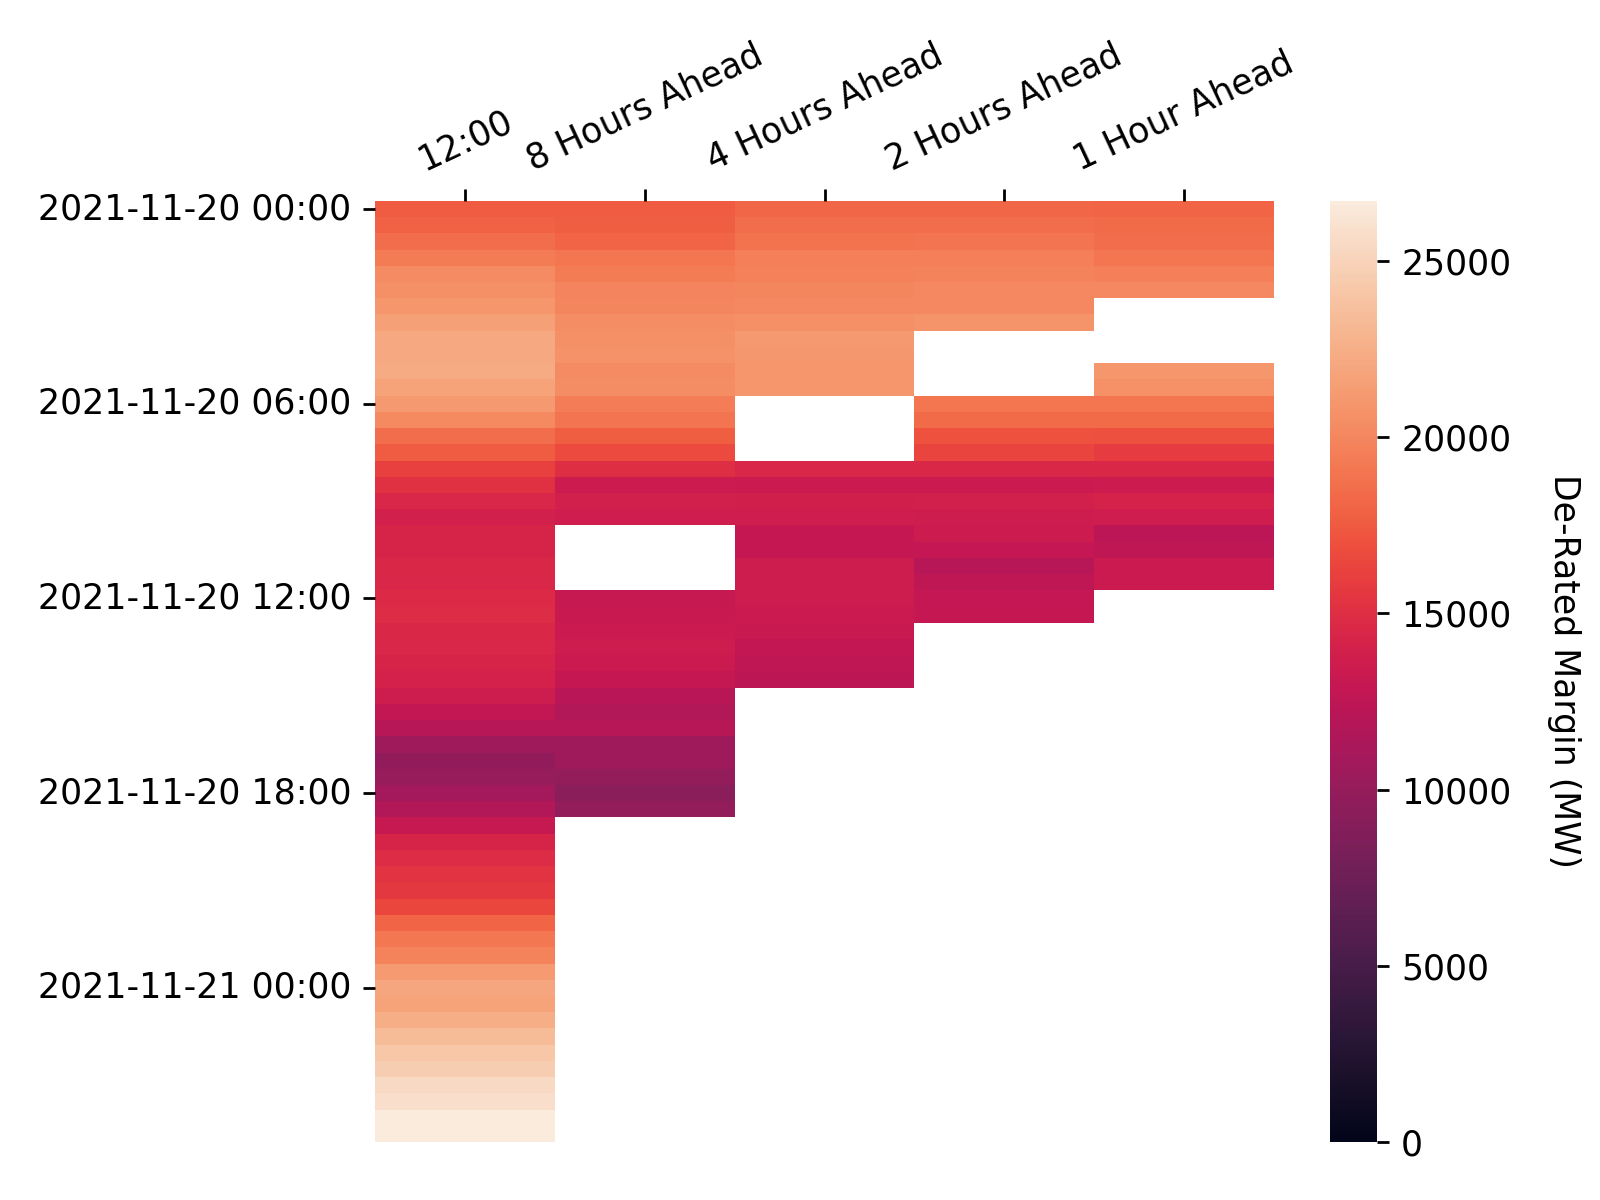 12:00
8 Hours Ahead
4 Hours Ahead
2 Hours Ahead
1 Hour Ahead
2021-11-20 00:00
2021-11-20 06:00
2021-11-20 12:00
2021-11-20 18:00
2021-11-21 00:00
25000
20000
15000
10000
5000
0
De-Rated Margin (MW)